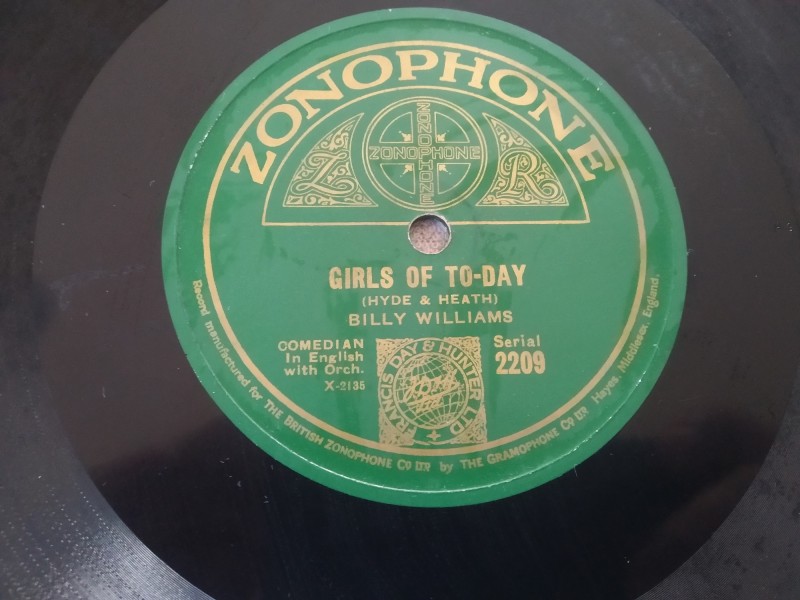 ZONOPHONE
ZONOPHONE
ZONOPHONE
Z R
GIRLS OF TO-DAY
(HYDE & HEATH)
BILLY WILLIAMS
COMEDIAN
In English
with Orch.
X-2135
Serial
2209
FRANCIS DAY & HUNTER LTD
Record manufactured for THE BRITISH ZONOPHONE Co LTD by THE GRAMOPHONE Co LTD Hayes, Middlesex, England.